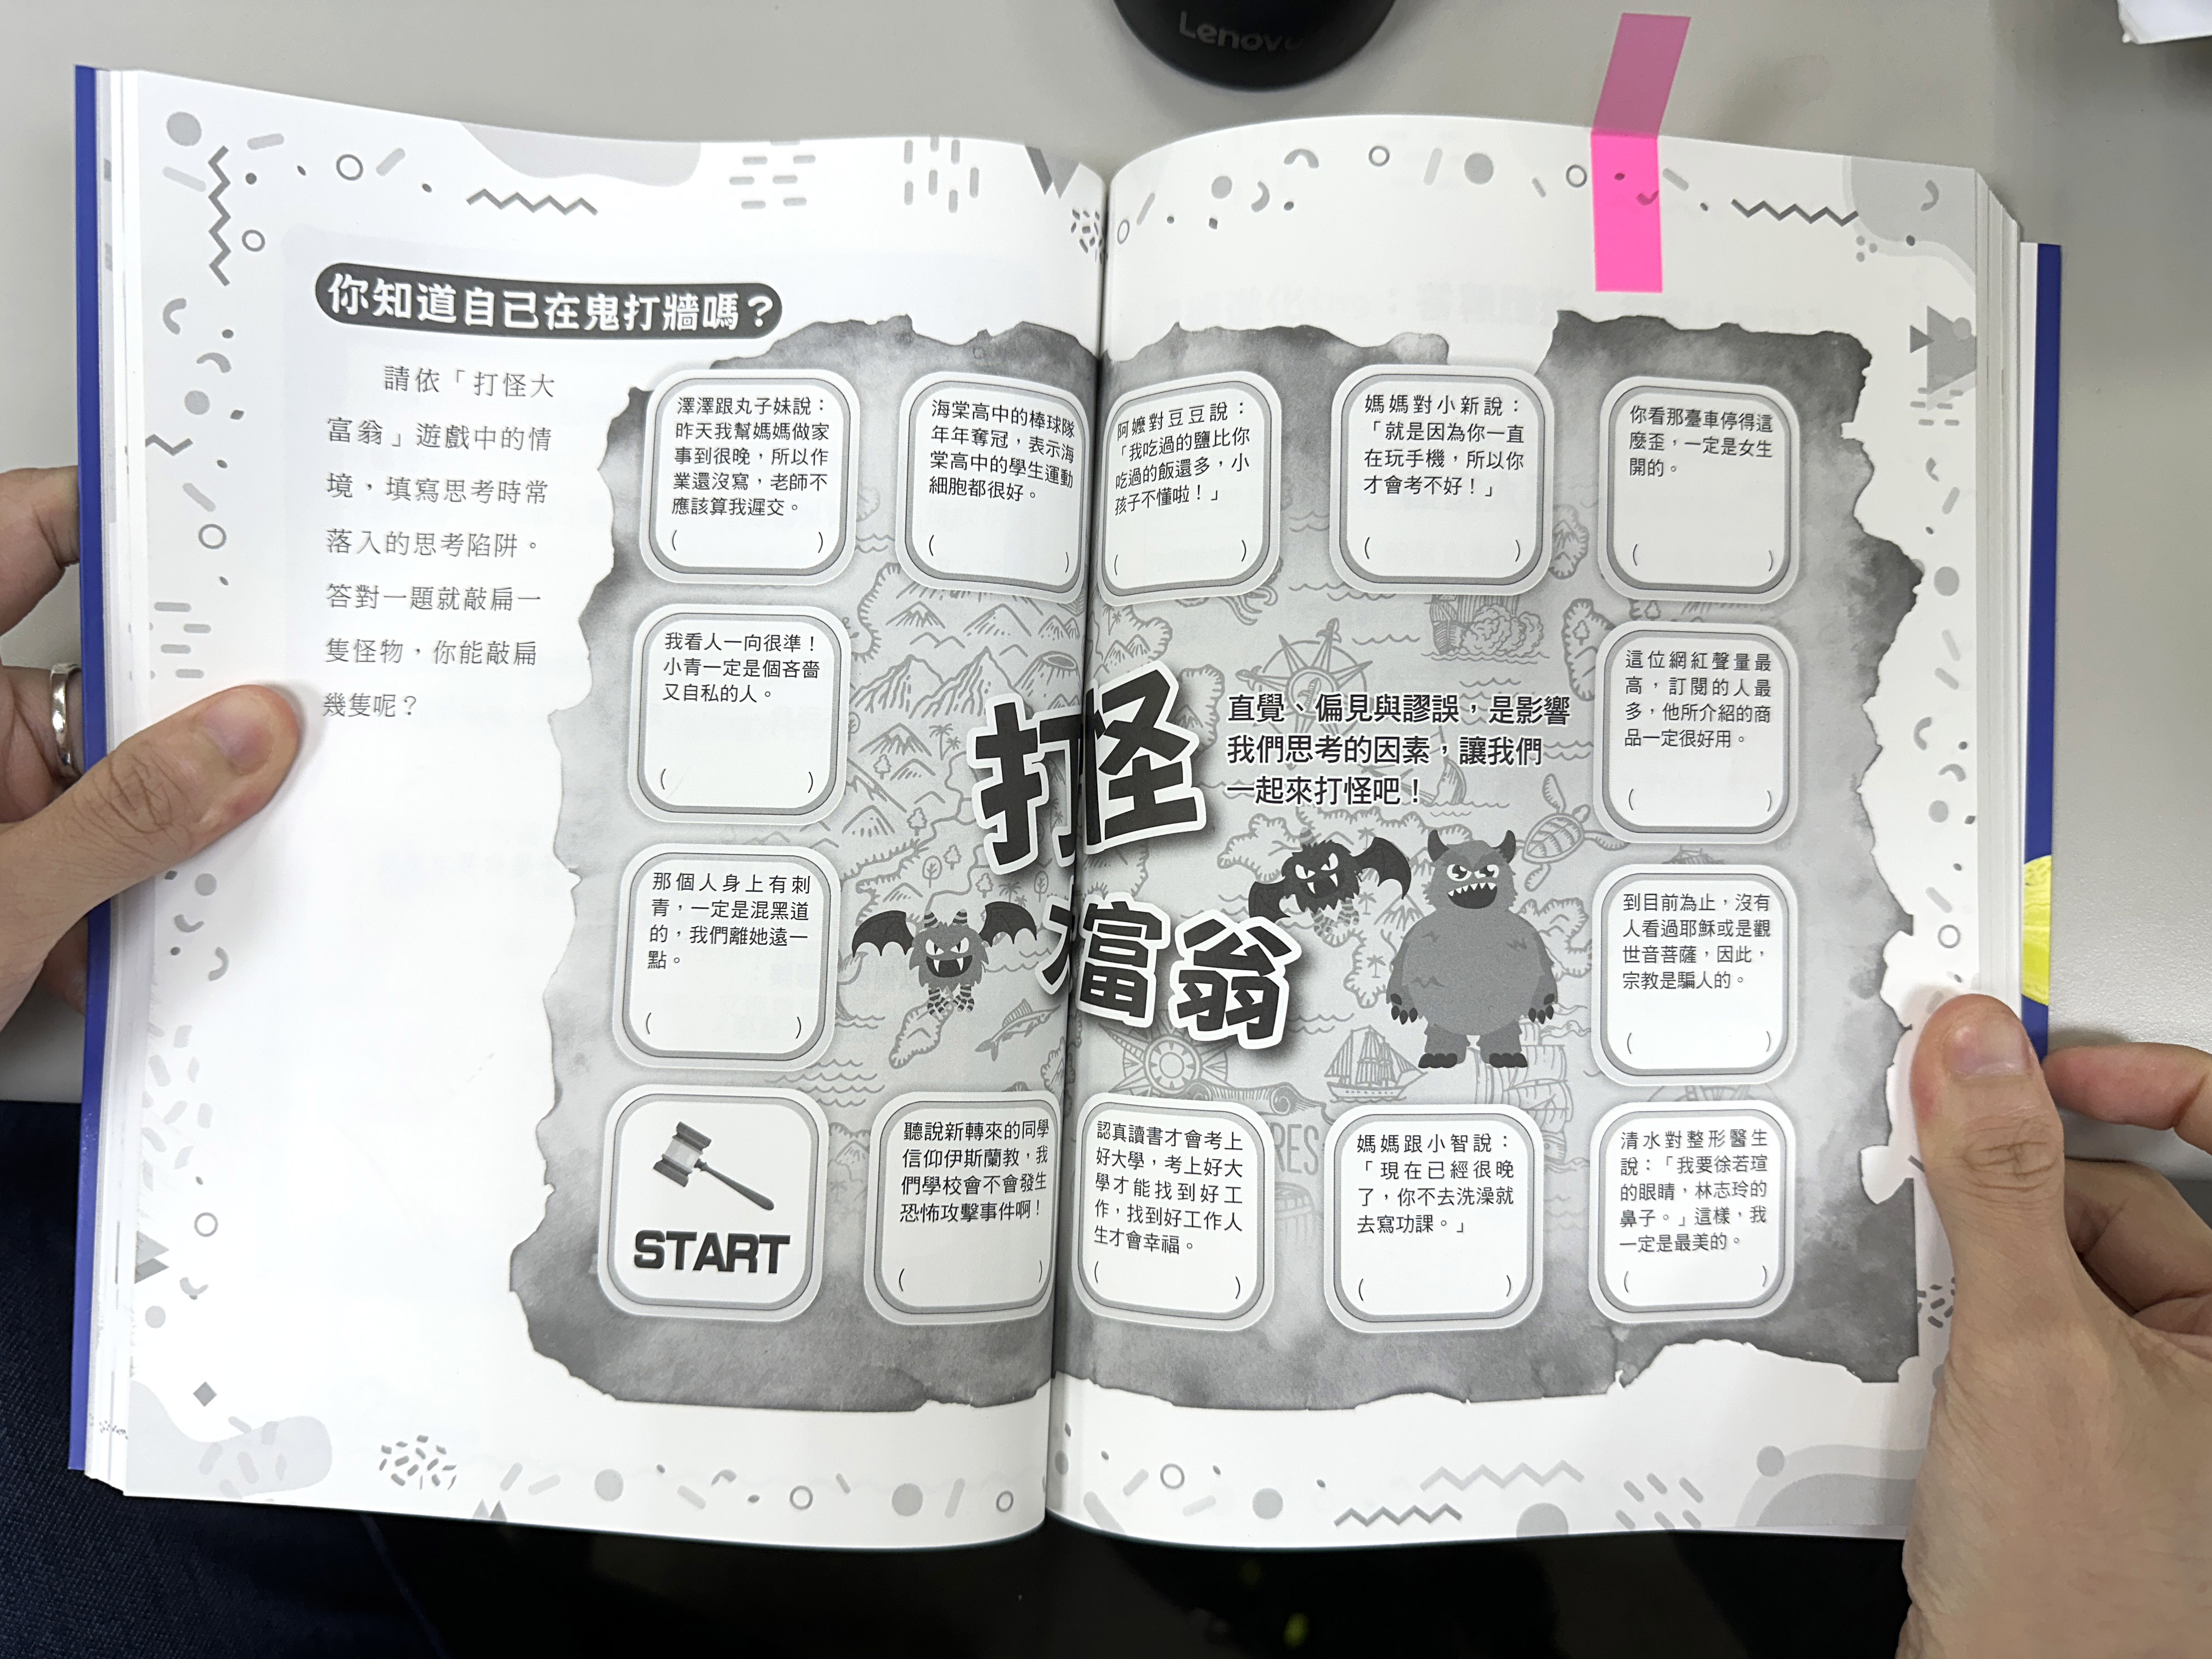 Lenovo
你知道自己在鬼打牆嗎？
請依「打怪大
富翁」遊戲中的情
境，填寫思考時常
落入的思考陷阱。
答對一題就敲扁一
隻怪物，你能敲扁
幾隻呢？
澤澤跟丸子妹說：
昨天我幫媽媽做家
事到很晚，所以作
業還沒寫，老師不
應該算我遲交。
(　　　)
海棠高中的棒球隊
年年奪冠，表示海
棠高中的學生運動
細胞都很好。
(　　　)
阿嬤對豆豆說：
「我吃過的鹽比你
吃過的飯還多，小
孩子不懂啦！」
(　　　)
媽媽對小新說：
「就是因為你一直
在玩手機，所以你
才會考不好！」
(　　　)
你看那臺車停得這
麼歪，一定是女生
開的。
(　　　)
我看人一向很準！
小青一定是個吝嗇
又自私的人。
(　　　)
打怪
大富翁
直覺、偏見與謬誤，是影響
我們思考的因素，讓我們
一起來打怪吧！
這位網紅聲量最
高，訂閱的人最
多，他所介紹的商
品一定很好用。
(　　　)
那個人身上有刺
青，一定是混黑道
的，我們離她遠一
點。
(　　　)
到目前為止，沒有
人看過耶穌或是觀
世音菩薩，因此，
宗教是騙人的。
(　　　)
START
聽說新轉來的同學
信仰伊斯蘭教，我
們學校會不會發生
恐怖攻擊事件啊！
(　　　)
認真讀書才會考上
好大學，考上好大
學才能找到好工
作，找到好工作人
生才會幸福。
(　　　)
媽媽跟小智說：
「現在已經很晚
了，你不去洗澡就
去寫功課。」
(　　　)
清水對整形醫生
說：「我要徐若瑄
的眼睛，林志玲的
鼻子。」這樣，我
一定是最美的。
(　　　)